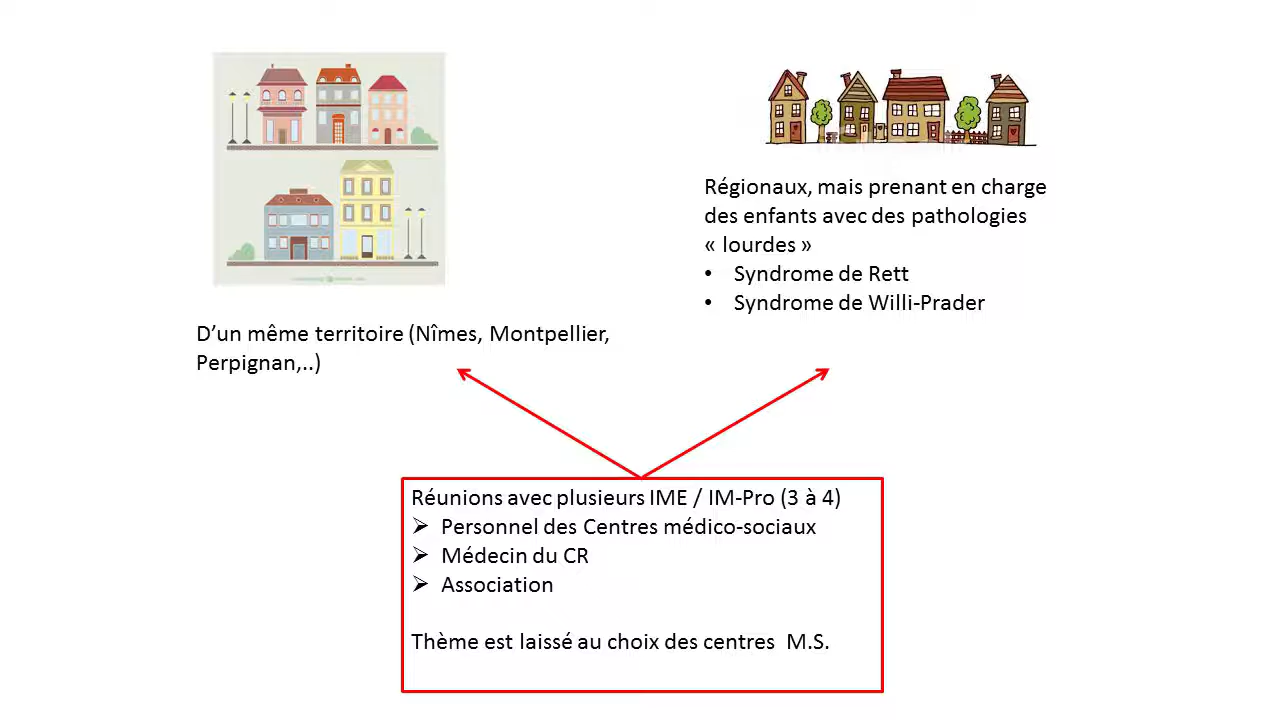 Régionaux, mais prenant en charge
des enfants avec des pathologies
« lourdes »
• Syndrome de Rett
• Syndrome de Willi-Prader
D’un même territoire (Nîmes, Montpellier,
Perpignan,..)
Réunions avec plusieurs IME / IM-Pro (3 à 4)
➢ Personnel des Centres médico-sociaux
➢ Médecin du CR
➢ Association
Thème est laissé au choix des centres M.S.